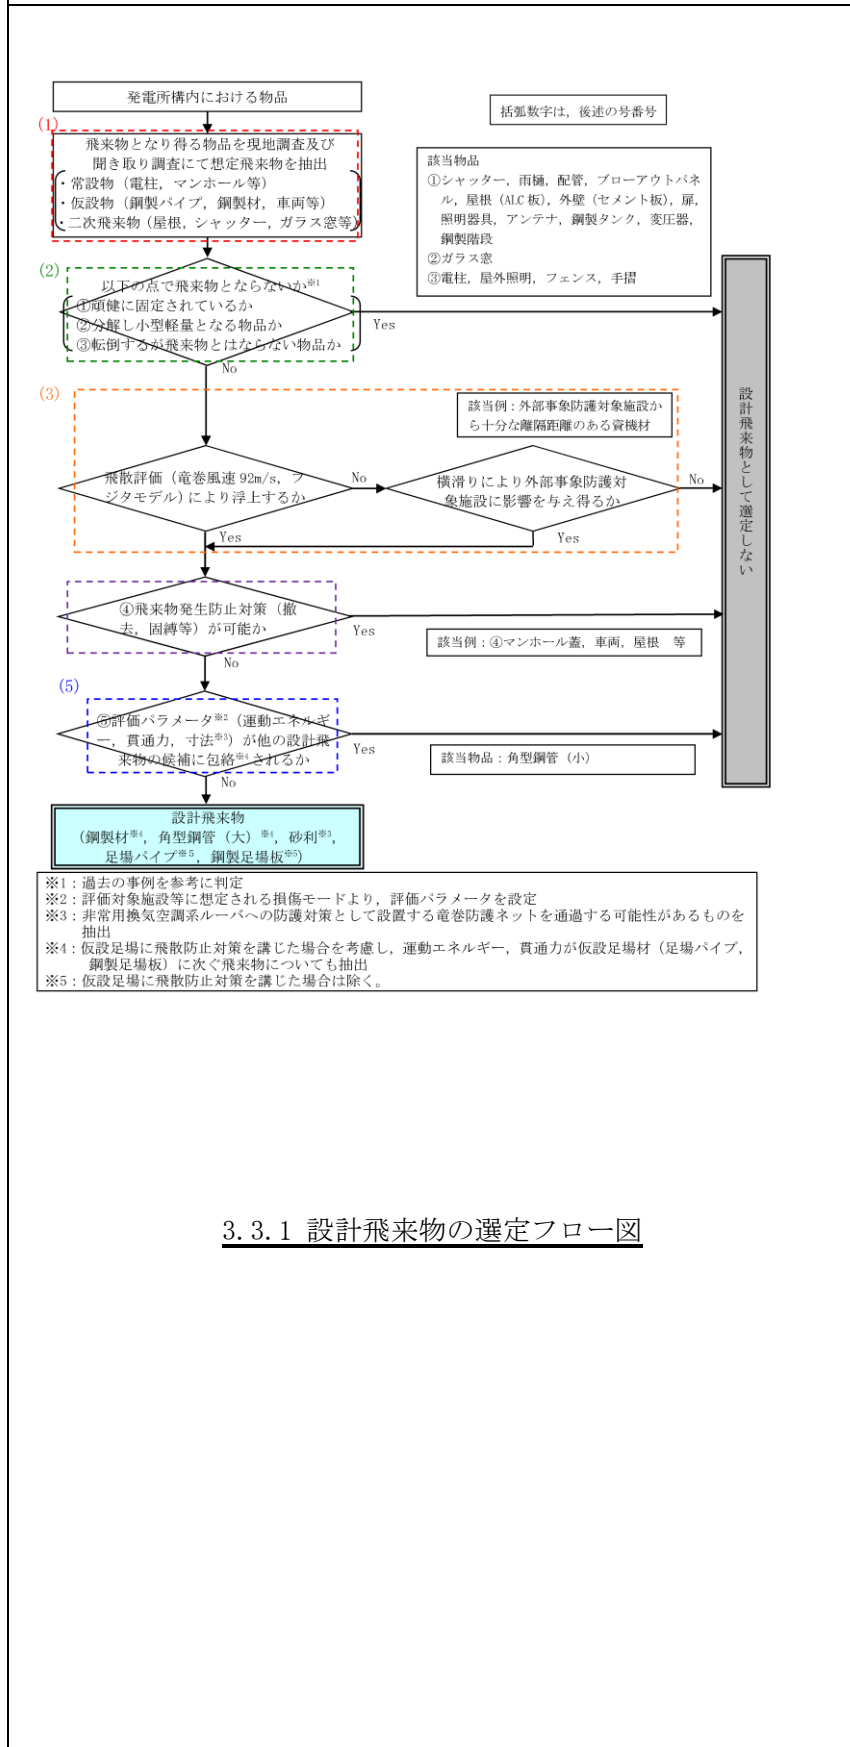 発電所構内における物品
括弧数字は，後述の号番号
(1)
飛来物となり得る物品を現地調査及び
聞き取り調査にて想定飛来物を抽出
・常設物（電柱，マンホール等）
・仮設物（鋼製パイプ，鋼製材，車両等）
・二次飛来物（屋根，シャッター，ガラス窓等）
該当物品
①シャッター，雨樋，配管，ブローアウトパネ
ル，屋根（ALC 板），外壁（セメント板），扉，
照明器具，アンテナ，鋼製タンク，変圧器，
鋼製階段
②ガラス窓
③電柱，屋外照明，フェンス，手摺
(2)
以下の点で飛来物とならないか※1
①頑健に固定されているか
②分解し小型軽量となる物品か
③転倒するが飛来物とはならない物品か
Yes
No
設計飛来物として選定しない
(3)
該当例：外部事象防護対象施設か
ら十分な離隔距離のある資機材
飛散評価（竜巻風速 92m/s，フ
ジタモデル）により浮上するか
No
横滑りにより外部事象防護対
象施設に影響を与え得るか
No
Yes
Yes
④飛来物発生防止対策（撤
去，固縛等）が可能か
Yes
該当例：④マンホール蓋，車両，屋根　等
No
(5)
⑤評価パラメータ※2（運動エネルギ
ー，貫通力，寸法※3）が他の設計飛
来物の候補に包絡※4されるか
Yes
該当物品：角型鋼管（小）
No
設計飛来物
（鋼製材※4，角型鋼管（大）※4，砂利※3，
足場パイプ※5，鋼製足場板※5）
※1：過去の事例を参考に判定
※2：評価対象施設等に想定される損傷モードより，評価パラメータを設定
※3：非常用換気空調系ルーバへの防護対策として設置する竜巻防護ネットを通過する可能性があるものを
抽出
※4：仮設足場に飛散防止対策を講じた場合を考慮し，運動エネルギー，貫通力が仮設足場材（足場パイプ，
鋼製足場板）に次ぐ飛来物についても抽出
※5：仮設足場に飛散防止対策を講じた場合は除く。
3.3.1 設計飛来物の選定フロー図